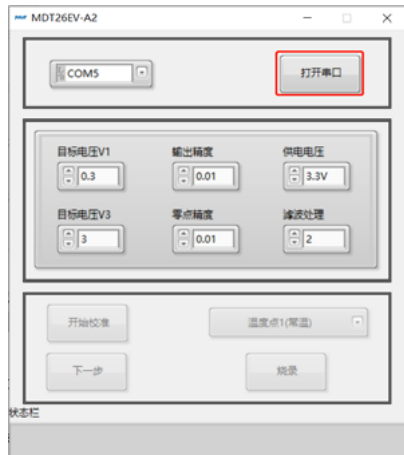 MDT26EV-A2
COM5
打开串口
目标电压V1 输出精度 供电电压
0.3 0.01 3.3V
目标电压V3 零点精度 滤波处理
3 0.01 2
开始校准 温度点1(常温)
下一步 烧录
状态栏